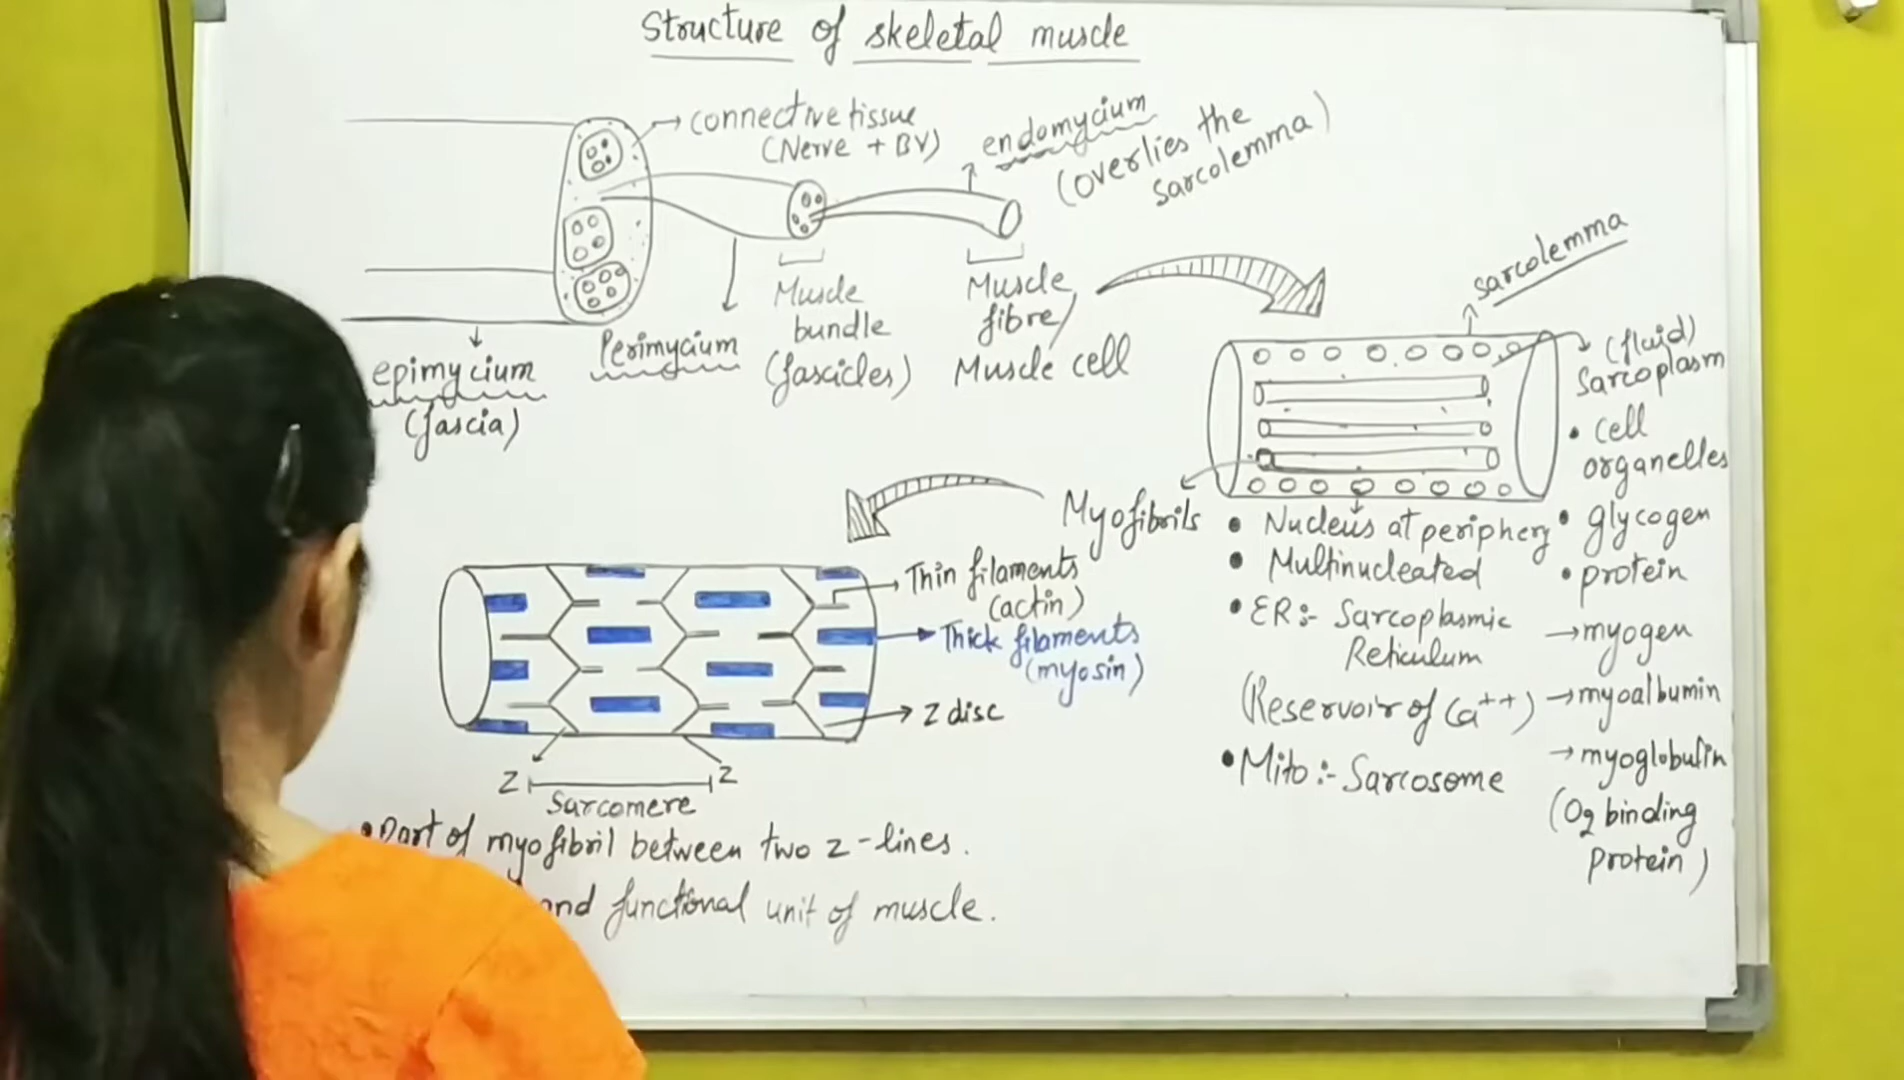 Structure of skeletal muscle
connective tissue
(Nerve + BV)
endomycium
(overlies the
sarcolemma)
epimycium
(fascia)
Perimycium
Muscle
bundle
(fascicles)
Muscle
fibre/
Muscle cell
sarcolemma
(fluid)
Sarcoplasm
• cell
organelles
• glycogen
• protein
→myogen
→myoalbumin
→myoglobulin
(O2 binding
protein)
Myofibrils
• Nucleus at periphery
• Multinucleated
• ER:- Sarcoplasmic
Reticulum
(Reservoir of Ca++)
• Mito:- Sarcosome
Thin filaments
(actin)
Thick filaments
(myosin)
Z disc
Z Z
Sarcomere
• Part of myofibril between two z-lines.
and functional unit of muscle.